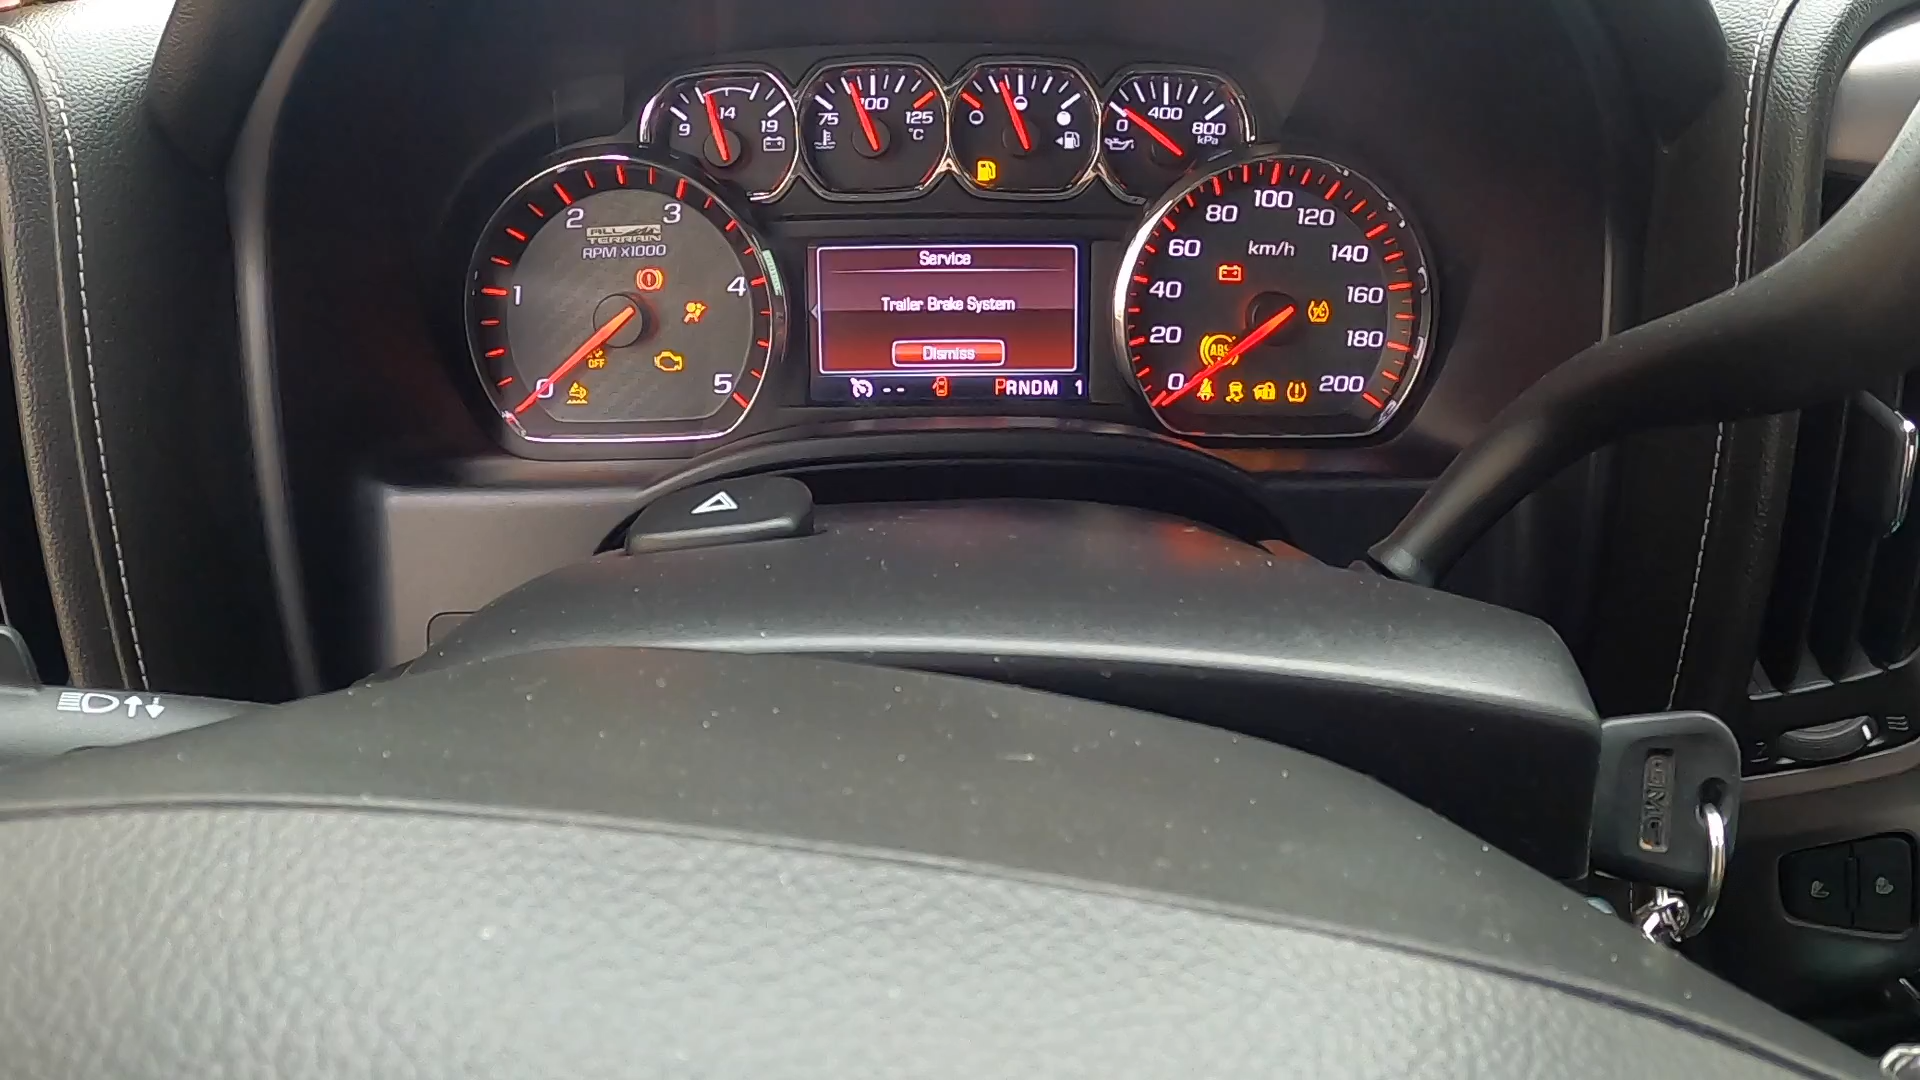 9 14 19
75 100 125
°C
0 400 800
kPa
1 2 3 4 5 0
ALL TERRAIN
RPM x1000
OFF
Service
Trailer Brake System
Dismiss
-- PRNDM 1
0 20 40 60 80 100 120 140 160 180 200
km/h
ABS
GMC